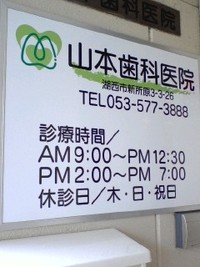 山本歯科医院
山本歯科医院
湖西市新所原3-3-26
TEL053-577-3888
診療時間／
AM9:00～PM12:30
PM2:00～PM 7:00
休診日／木・日・祝日